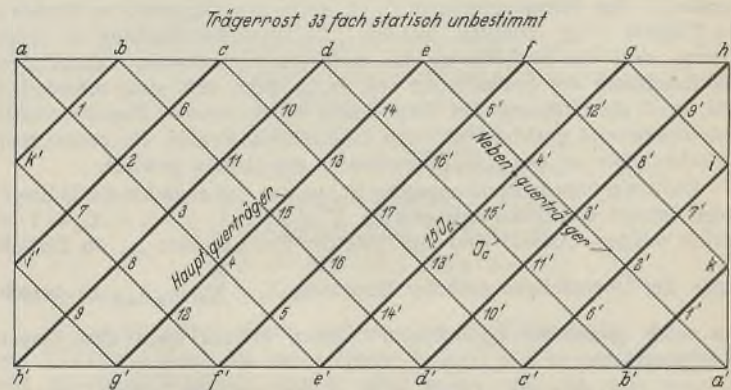 Trägerrost 33 fach statisch unbestimmt
a b c d e f g h
1 6 10 14 5' 12' 9'
k' 2 11 13 16' 4' 8' i
Neben-querträger
Hauptquerträger
7 3 15 17 15' 3' 7'
1,5 Jc
Jc
i' 8 4 16 13' 11' 2' k
9 12 5 14' 10' 6' 1'
h' g' f' e' d' c' b' a'